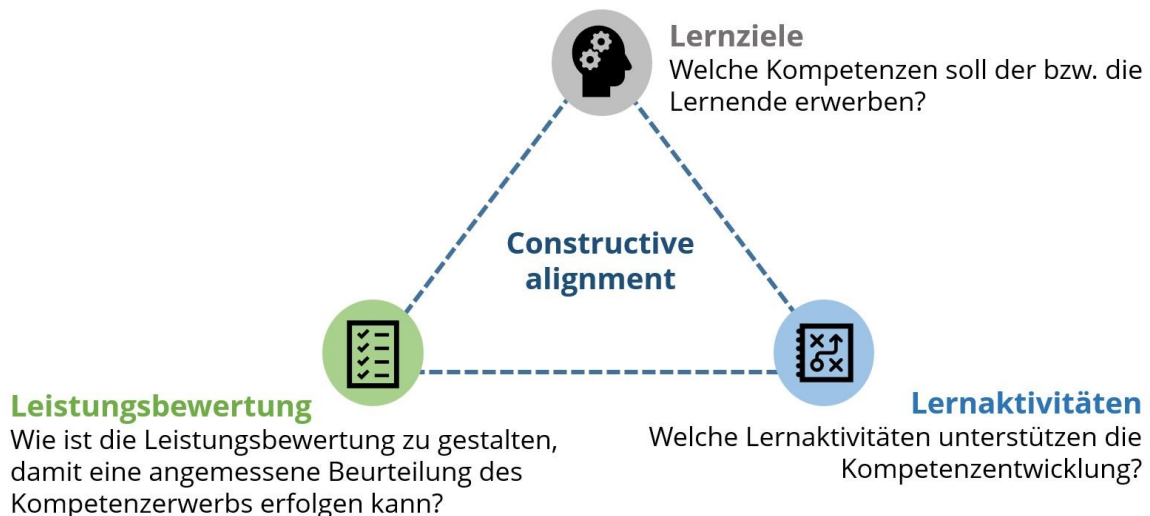 Lernziele
Welche Kompetenzen soll der bzw. die
Lernende erwerben?
Constructive
alignment
Leistungsbewertung
Wie ist die Leistungsbewertung zu gestalten,
damit eine angemessene Beurteilung des
Kompetenzerwerbs erfolgen kann?
Lernaktivitäten
Welche Lernaktivitäten unterstützen die
Kompetenzentwicklung?